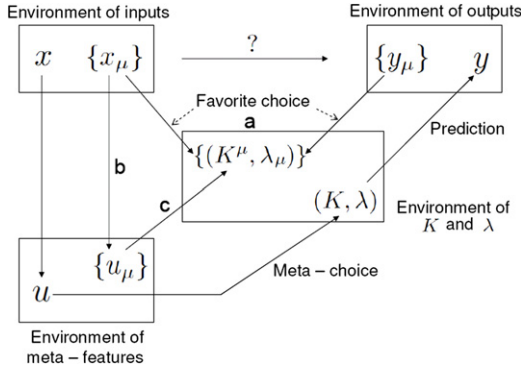 Environment of inputs
Environment of outputs
x {x_μ}
?
{y_μ} y
Favorite choice
a
Prediction
{(K^μ, λ_μ)}
b
c
(K, λ)
Environment of
K and λ
{u_μ}
u
Meta – choice
Environment of
meta – features